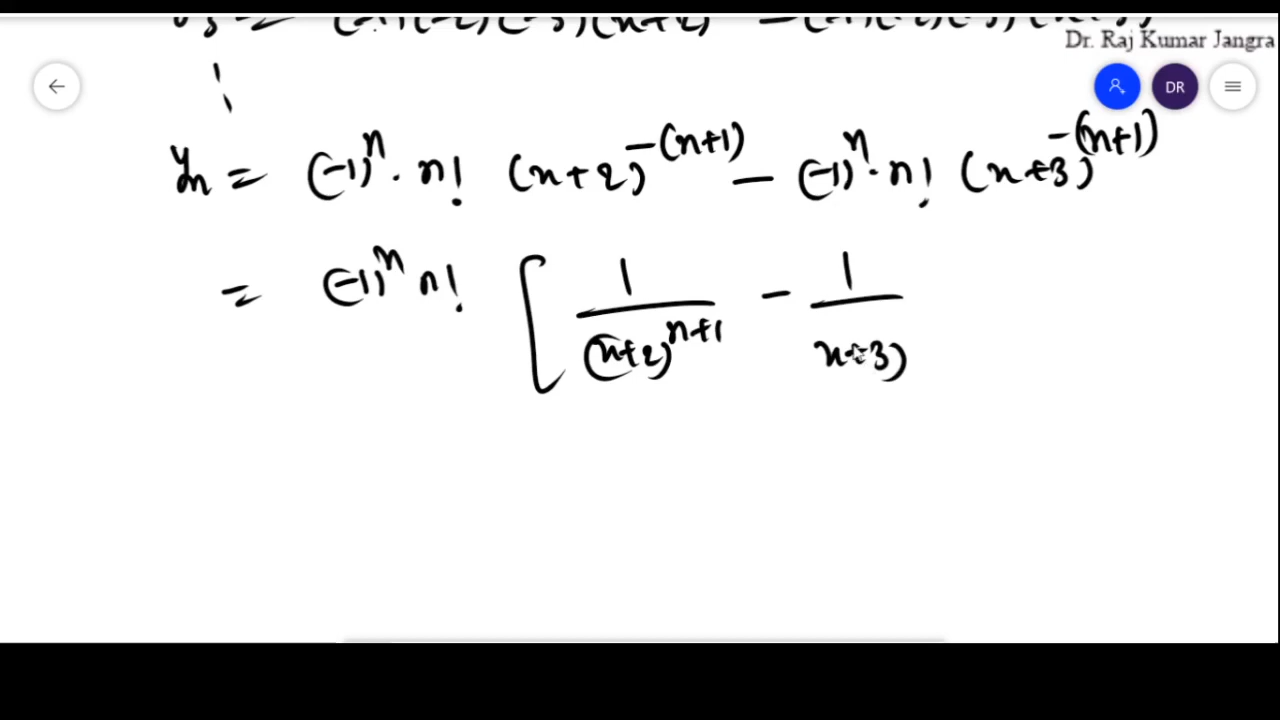 Dr. Raj Kumar Jangra
DR
yn = (-1)^n . n! (x+2)^-(n+1) - (-1)^n . n! (x+3)^-(n+1)
= (-1)^n n! [ 1/(x+2)^n+1 - 1/x+3)